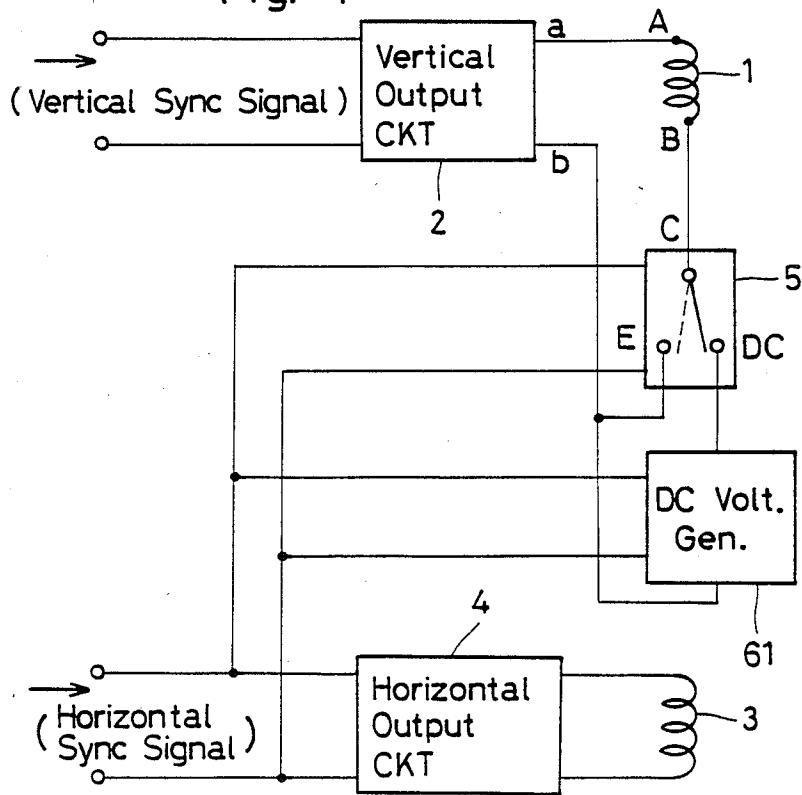 (Fig.
a
A
Vertical
Output
CKT
1
(Vertical Sync Signal)
B
b
2
C
5
E
DC
DC Volt.
Gen.
4
61
Horizontal
Output
CKT
3
(Horizontal
Sync Signal)